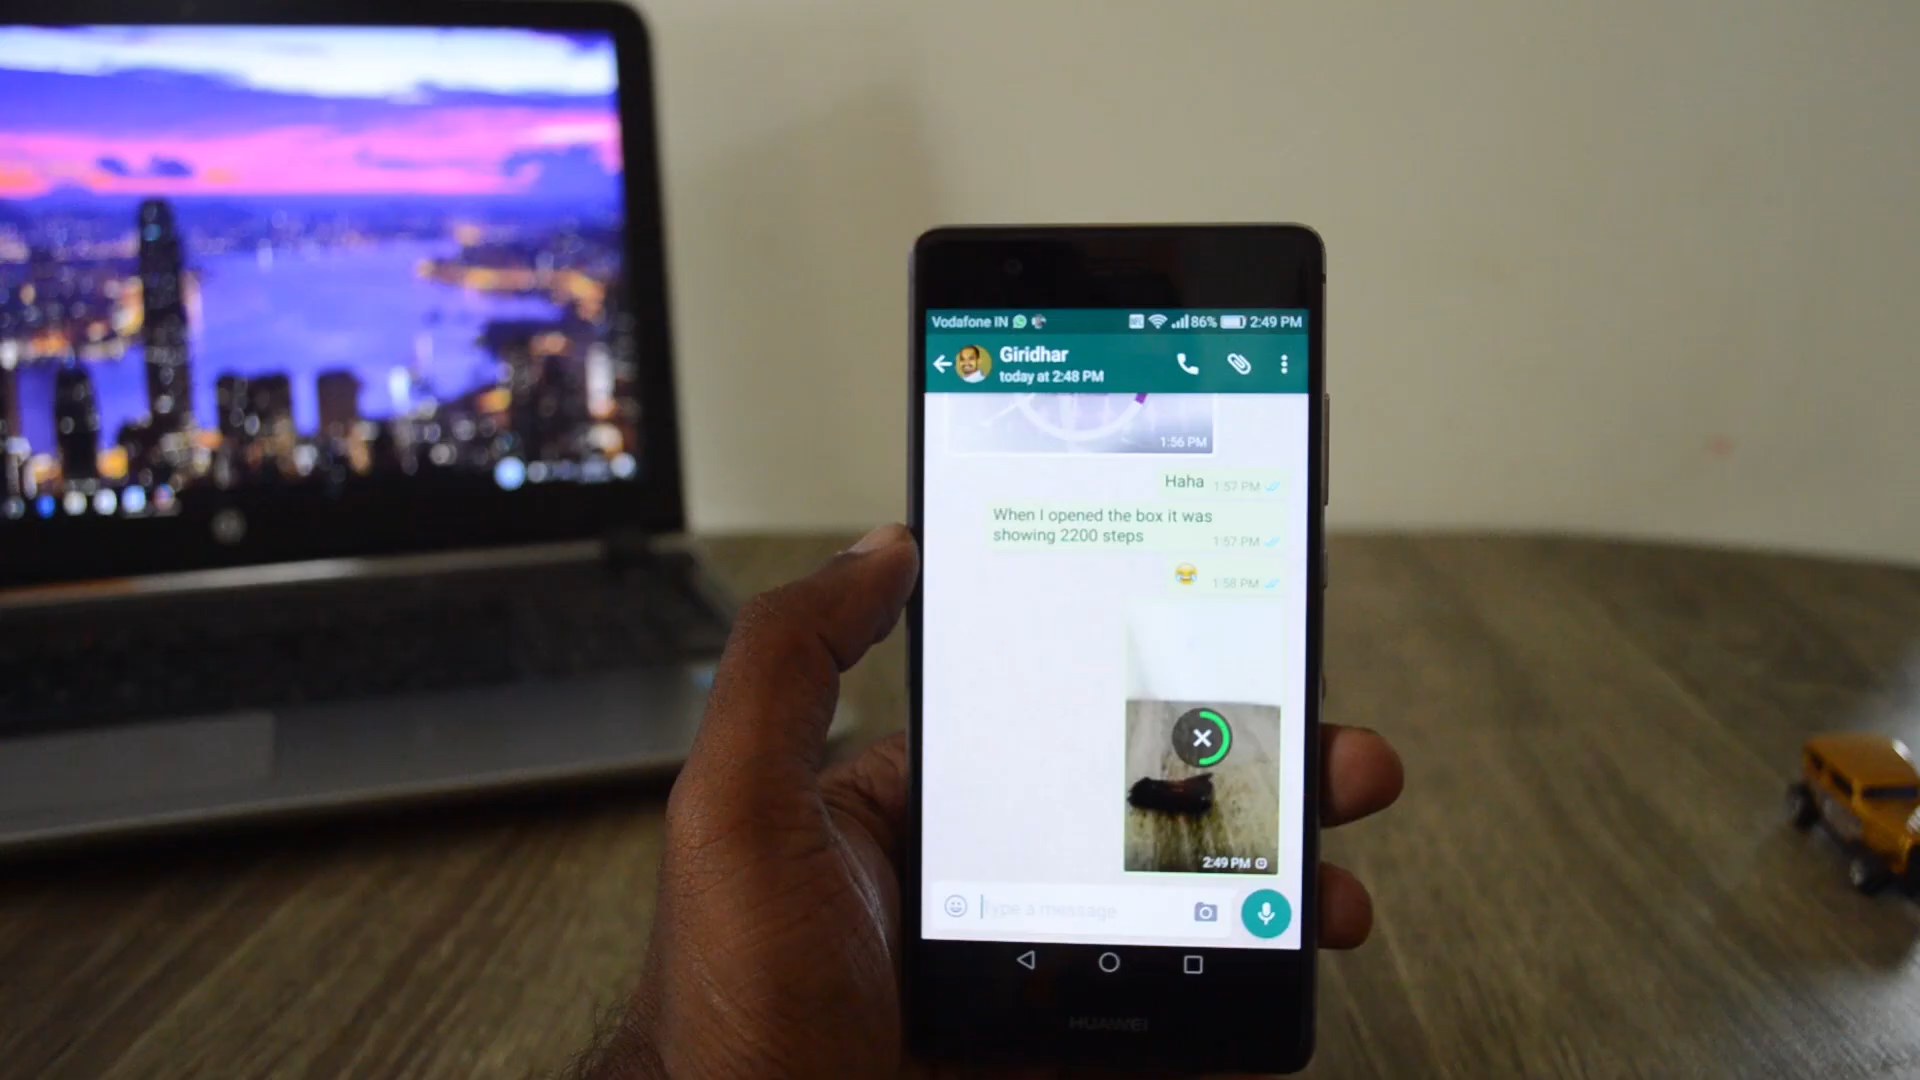 Vodafone IN 86% 2:49 PM
Giridhar
today at 2:48 PM
1:56 PM
Haha 1:57 PM
When I opened the box it was
showing 2200 steps 1:57 PM
1:58 PM
2:49 PM
Type a message
HUAWEI